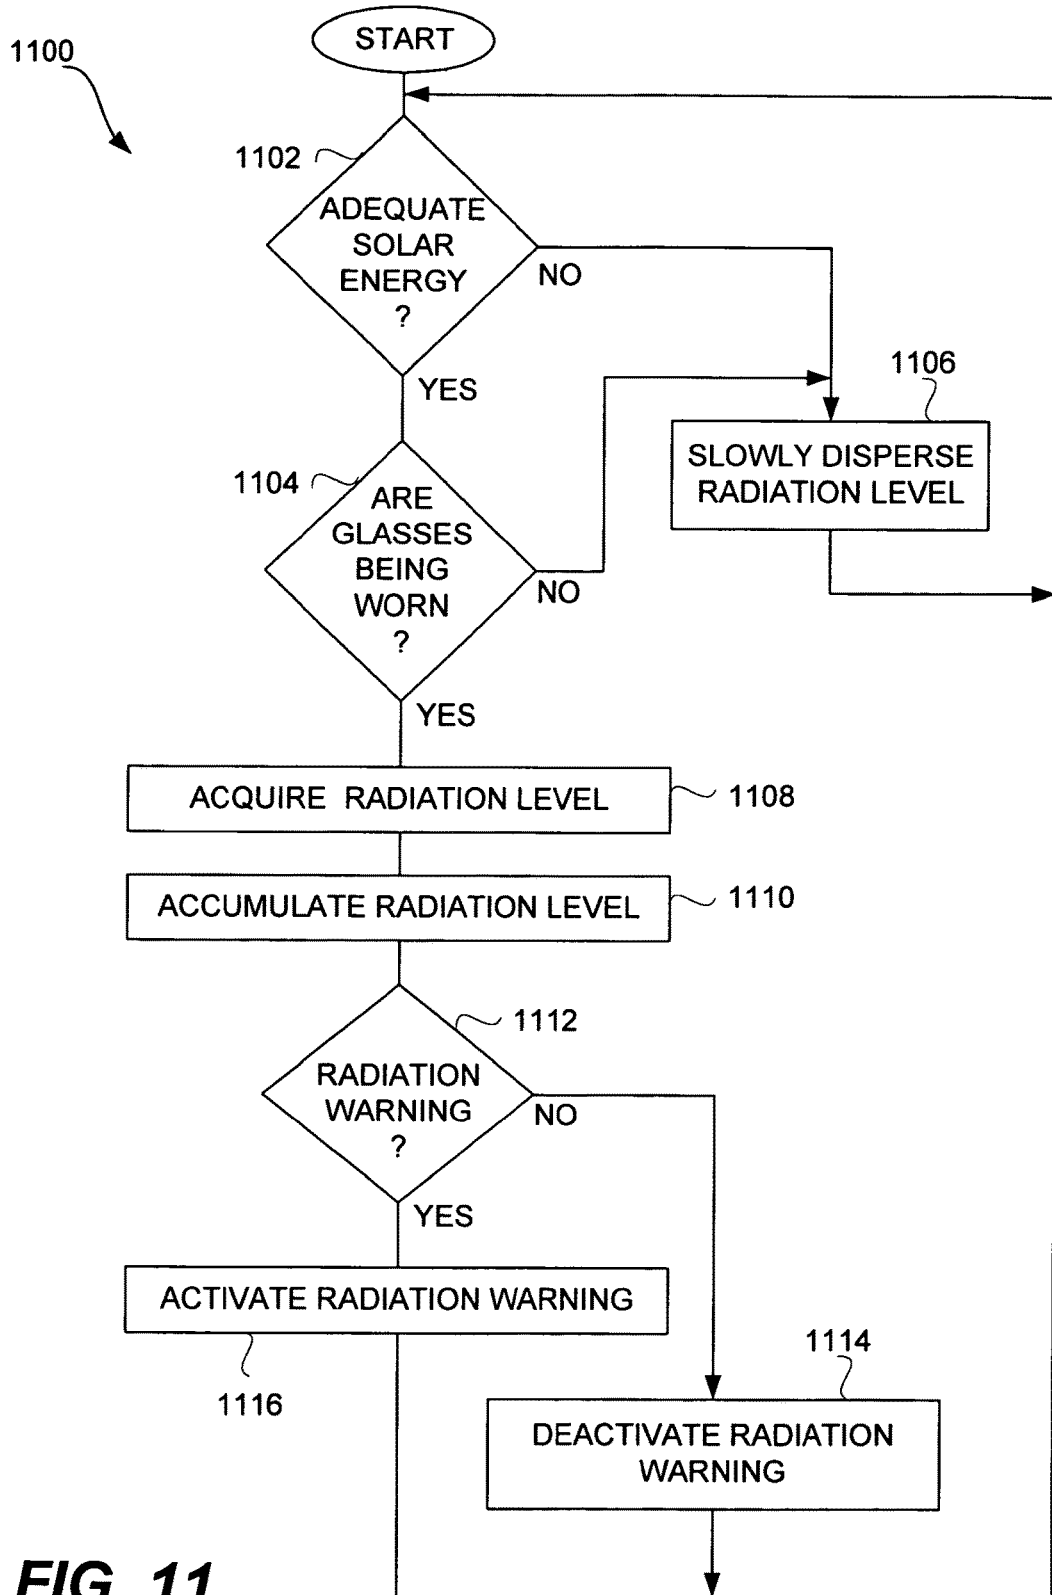 START
1100
1102
ADEQUATE
SOLAR
ENERGY
?
NO
YES
1106
SLOWLY DISPERSE
RADIATION LEVEL
1104
ARE
GLASSES
BEING
WORN
?
NO
YES
ACQUIRE RADIATION LEVEL
1108
ACCUMULATE RADIATION LEVEL
1110
1112
RADIATION
WARNING
?
NO
YES
ACTIVATE RADIATION WARNING
1116
1114
DEACTIVATE RADIATION
WARNING
FIG. 11